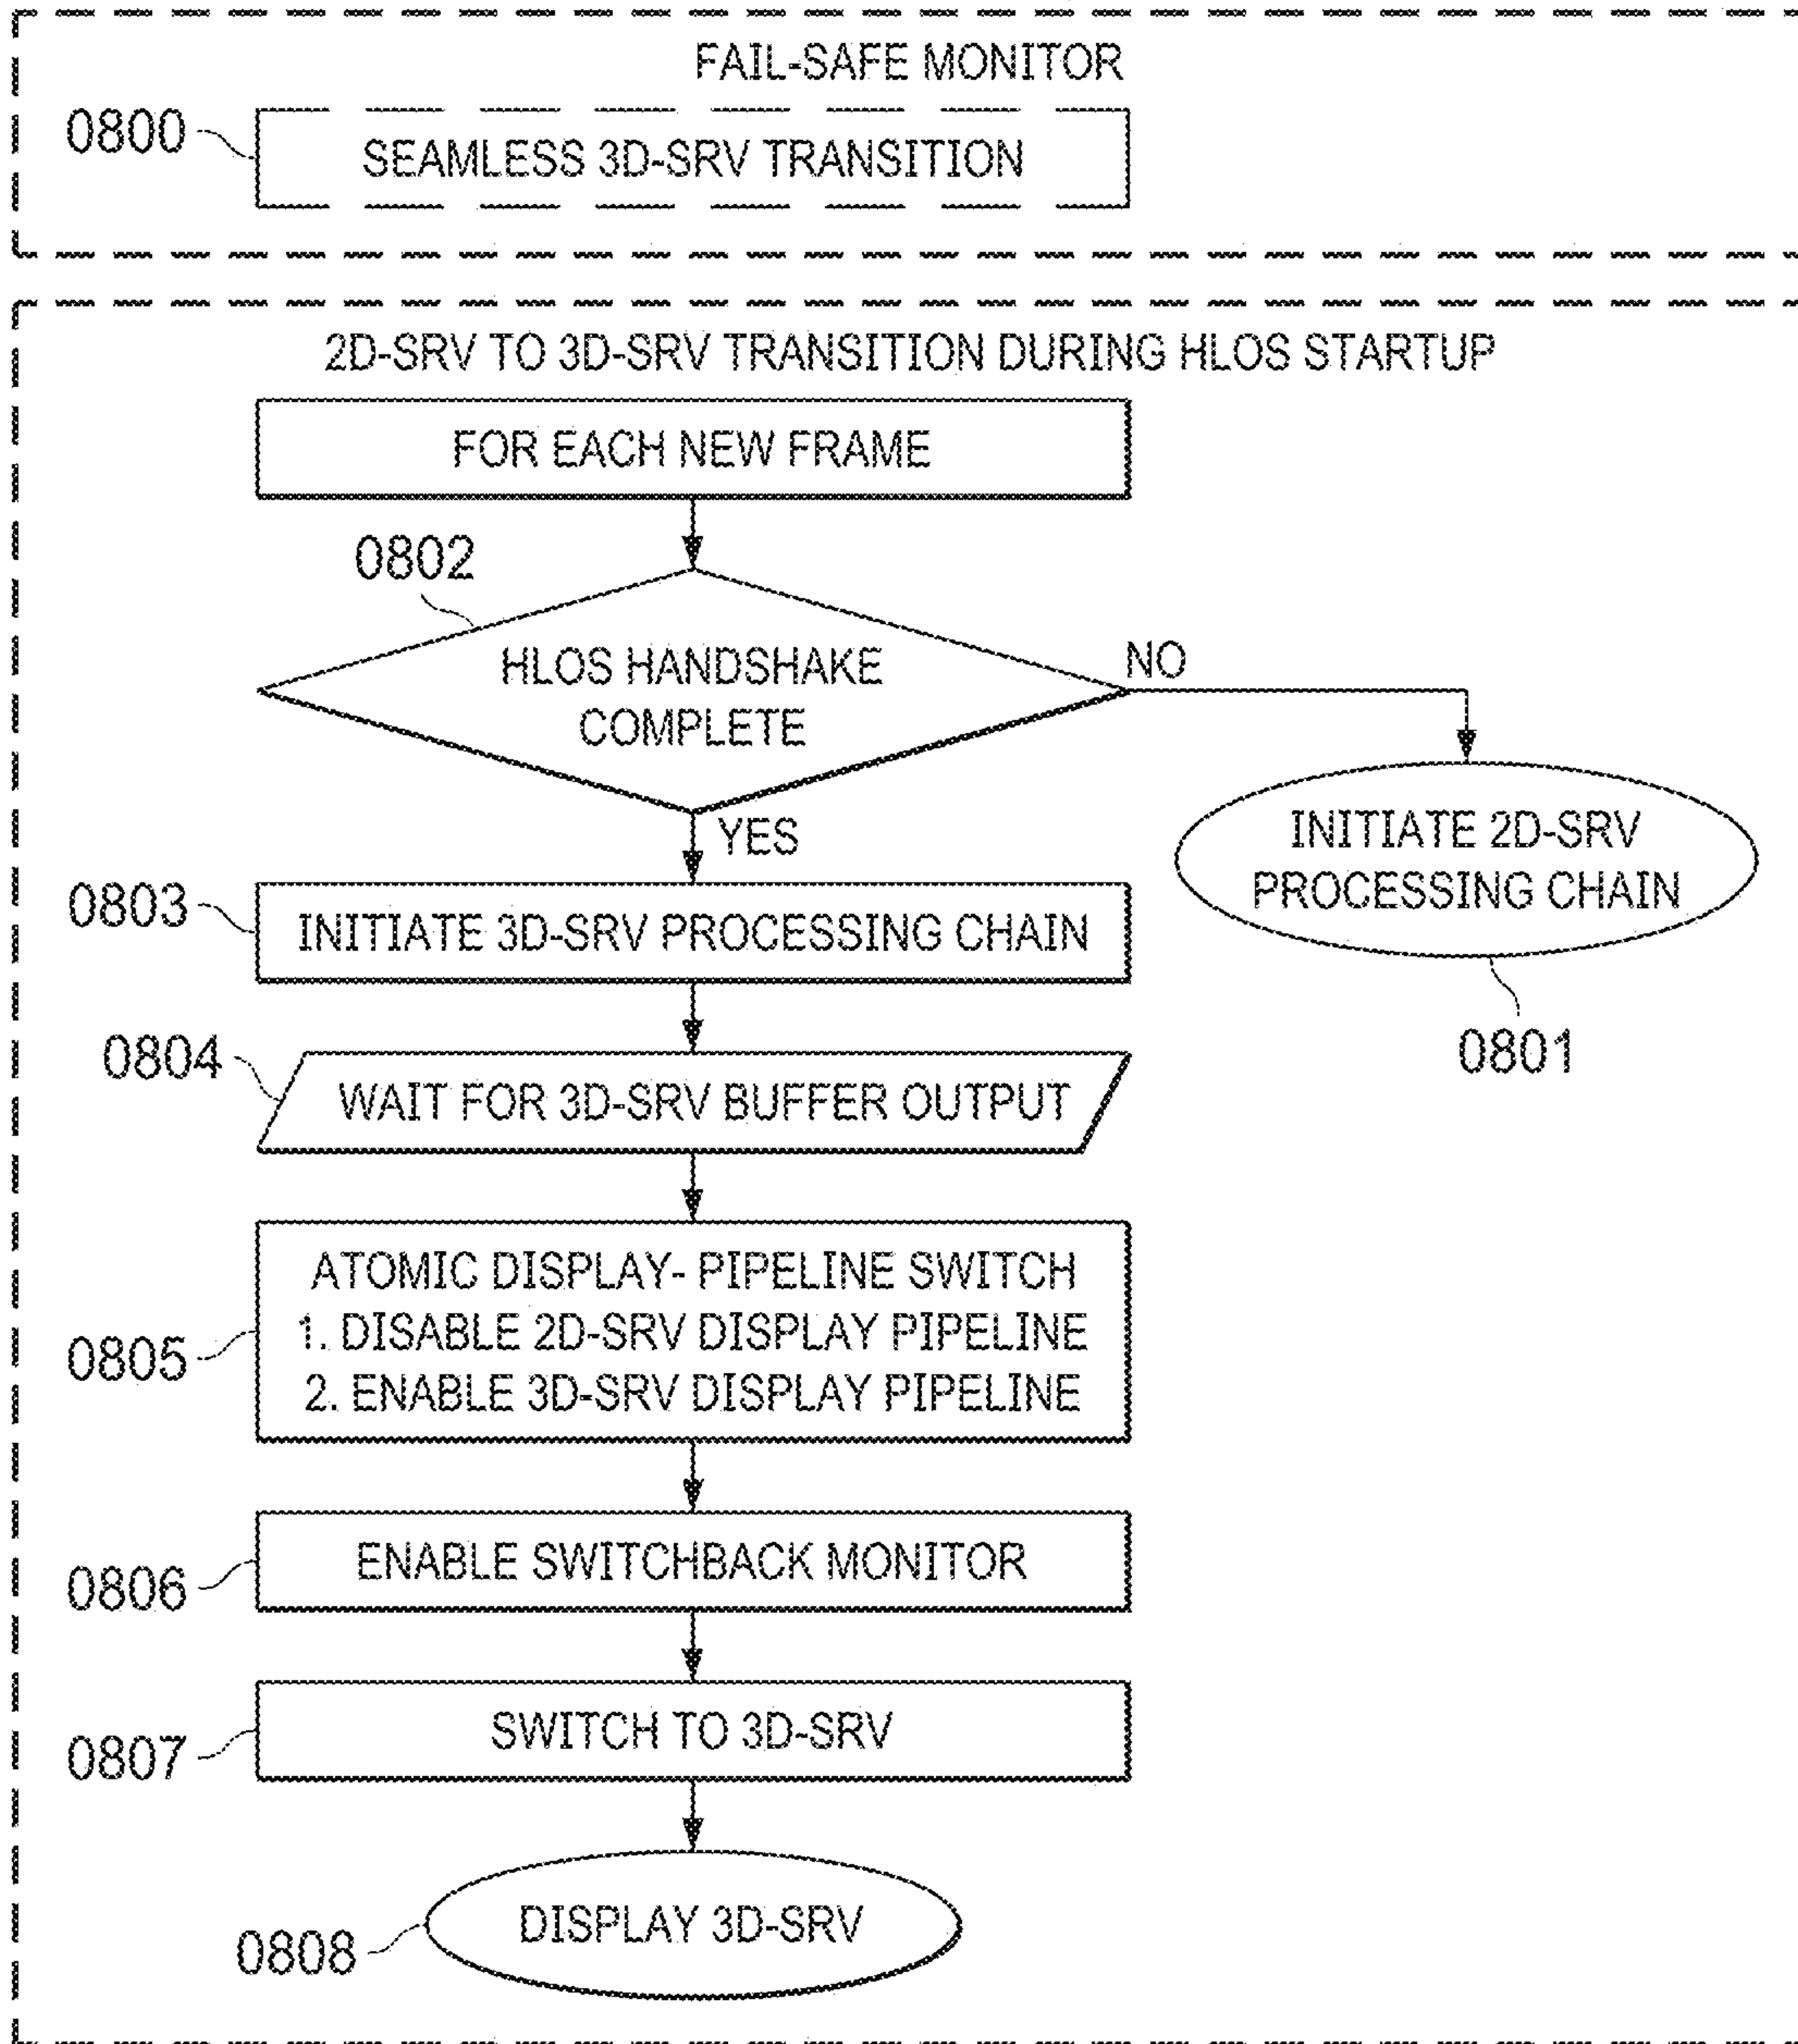 FAIL-SAFE MONITOR
0800
SEAMLESS 3D-SRV TRANSITION
2D-SRV TO 3D-SRV TRANSITION DURING HLOS STARTUP
FOR EACH NEW FRAME
0802
HLOS HANDSHAKE
COMPLETE
NO
YES
INITIATE 2D-SRV
PROCESSING CHAIN
0801
0803
INITIATE 3D-SRV PROCESSING CHAIN
0804
WAIT FOR 3D-SRV BUFFER OUTPUT
0805
ATOMIC DISPLAY- PIPELINE SWITCH
1. DISABLE 2D-SRV DISPLAY PIPELINE
2. ENABLE 3D-SRV DISPLAY PIPELINE
0806
ENABLE SWITCHBACK MONITOR
0807
SWITCH TO 3D-SRV
0808
DISPLAY 3D-SRV